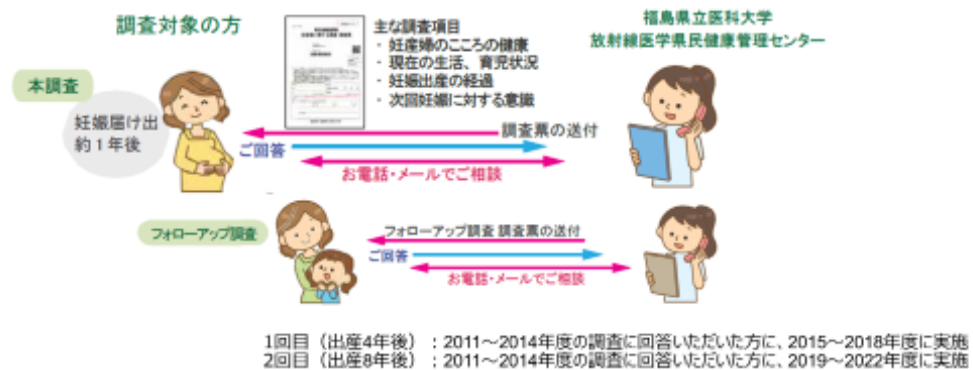 調査対象の方
主な調査項目
・妊産婦のこころの健康
・現在の生活、育児状況
・妊娠出産の経過
・次回妊娠に対する意識
福島県立医科大学
放射線医学県民健康管理センター
本調査
妊娠届け出
約1年後
調査票の送付
ご回答
お電話・メールでご相談
フォローアップ調査
フォローアップ調査 調査票の送付
ご回答
お電話・メールでご相談
1回目（出産4年後）：2011～2014年度の調査に回答いただいた方に、2015～2018年度に実施
2回目（出産8年後）：2011～2014年度の調査に回答いただいた方に、2019～2022年度に実施